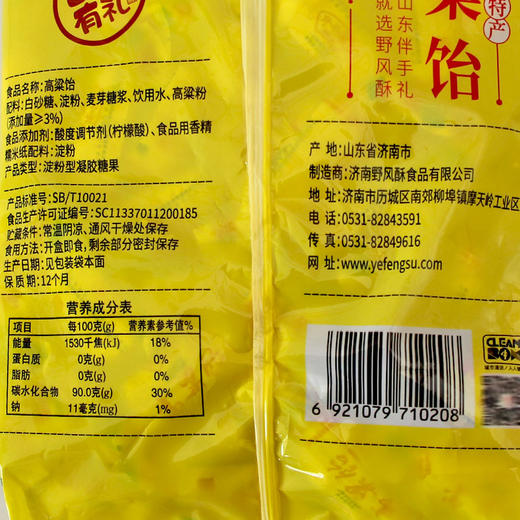 有礼
食品名称:高粱饴
配料:白砂糖、淀粉、麦芽糖浆、饮用水、高粱粉
(添加量≥3%)
食品添加剂:酸度调节剂(柠檬酸)、食品用香精
糯米纸配料:淀粉
产品类型:淀粉型凝胶糖果
产品标准号:SB/T10021
食品生产许可证编号:SC11337011200185
贮藏条件:常温阴凉、通风干燥处保存
食用方法:开盒即食,剩余部分密封保存
生产日期:见包装袋本面
保质期:12个月
营养成分表
项目 每100克(g) 营养素参考值%
能量 1530千焦(kJ) 18%
蛋白质 0克(g) 0%
脂肪 0克(g) 0%
碳水化合物 90.0克(g) 30%
钠 11毫克(mg) 1%
特产
粱饴
山东伴手礼
就选野风酥
产 地:山东省济南市
制造商:济南野风酥食品有限公司
地 址:济南市历城区南郊柳埠镇摩天岭工业区
电 话:0531-82843591
传 真:0531-82849616
网 址:www.yefengsu.com
6 921079 710208
CLEAN